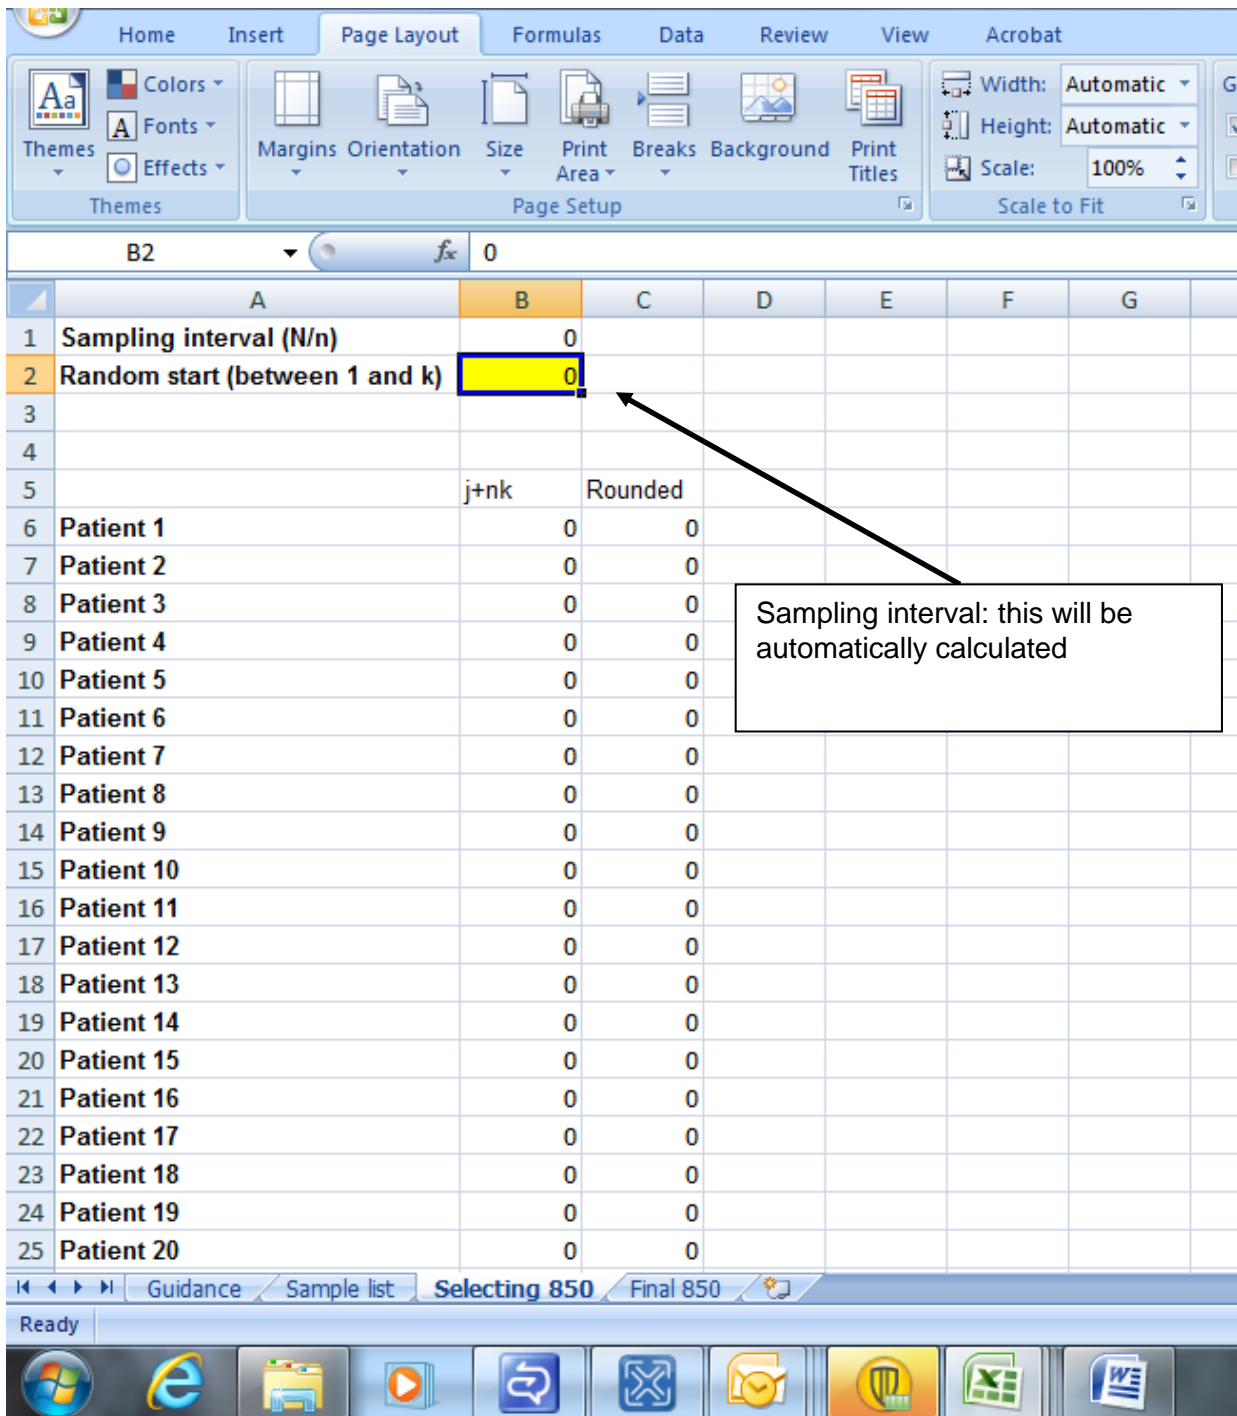 Home Insert Page Layout Formulas Data Review View Acrobat
Colors Width: Automatic G
Aa A Fonts Height: Automatic
Themes Effects Margins Orientation Size Print Area Breaks Background Print Titles Scale: 100%
Themes Page Setup Scale to Fit
B2 fx 0
A B C D E F G
1 Sampling interval (N/n) 0
2 Random start (between 1 and k) 0
3
4
5 j+nk Rounded
6 Patient 1 0 0
7 Patient 2 0 0
8 Patient 3 0 0
Sampling interval: this will be
automatically calculated
9 Patient 4 0 0
10 Patient 5 0 0
11 Patient 6 0 0
12 Patient 7 0 0
13 Patient 8 0 0
14 Patient 9 0 0
15 Patient 10 0 0
16 Patient 11 0 0
17 Patient 12 0 0
18 Patient 13 0 0
19 Patient 14 0 0
20 Patient 15 0 0
21 Patient 16 0 0
22 Patient 17 0 0
23 Patient 18 0 0
24 Patient 19 0 0
25 Patient 20 0 0
Guidance Sample list Selecting 850 Final 850
Ready